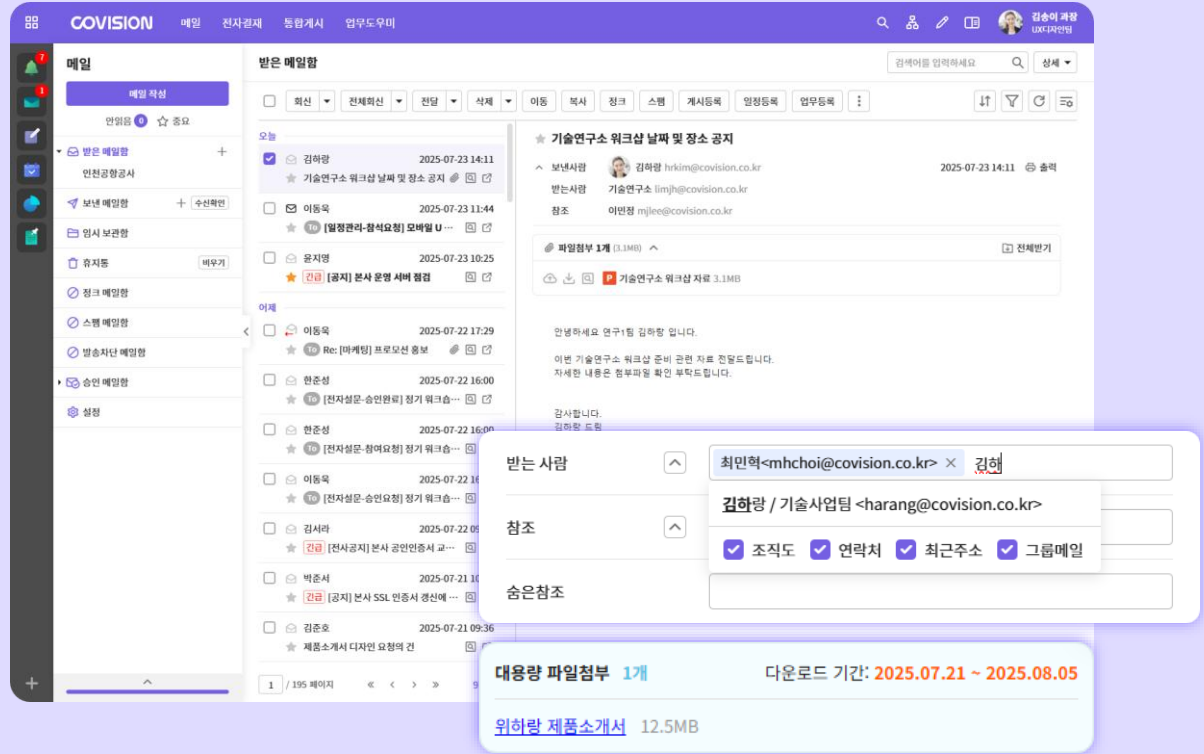 COVISION 메일 전자결재 통합게시 업무도우미
김송이 과장
UX디자인팀
7
1
메일
메일 작성
안읽음 0 중요
받은 메일함
인천공항공사
보낸 메일함 수신확인
임시 보관함
휴지통 비우기
정크 메일함
스팸 메일함
발송차단 메일함
승인 메일함
설정
받은 메일함
검색어를 입력하세요 상세
회신 전체회신 전달 삭제 이동 복사 정크 스팸 게시등록 일정등록 업무등록
오늘
김하랑 2025-07-23 14:11
기술연구소 워크샵 날짜 및 장소 공지
이동욱 2025-07-23 11:44
To [일정관리-참석요청] 모바일 U ···
윤지영 2025-07-23 10:25
긴급 [공지] 본사 운영 서버 점검
어제
이동욱 2025-07-22 17:29
To Re: [마케팅] 프로모션 홍보
한준성 2025-07-22 16:00
To [전자설문-승인완료] 정기 워크숍···
한준성 2025-07-22 16:00
To [전자설문-참여요청] 정기 워크숍···
이동욱 2025-07-22
To [전자설문-승인요청] 정기 워크숍···
김서라 2025-07-22
긴급 [전사공지] 본사 공인인증서 교···
박준서 2025-07-21
긴급 [공지] 본사 SSL 인증서 갱신에 ···
김준호 2025-07-21 09:36
제품소개서 디자인 요청의 건
1 / 195 페이지 « < > »
기술연구소 워크샵 날짜 및 장소 공지
보낸사람 김하랑 hrkim@covision.co.kr 2025-07-23 14:11 출력
받는사람 기술연구소 limjh@covision.co.kr
참조 이민정 mjlee@covision.co.kr
파일첨부 1개 (3.1MB) 전체받기
P 기술연구소 워크샵 자료 3.1MB
안녕하세요 연구1팀 김하랑 입니다.
이번 기술연구소 워크샵 준비 관련 자료 전달드립니다.
자세한 내용은 첨부파일 확인 부탁드립니다.
감사합니다.
김하랑 드림
받는 사람 최민혁<mhchoi@covision.co.kr> × 김하
김하랑 / 기술사업팀 <harang@covision.co.kr>
참조
조직도 연락처 최근주소 그룹메일
숨은참조
대용량 파일첨부 1개 다운로드 기간: 2025.07.21 ~ 2025.08.05
위하랑 제품소개서 12.5MB